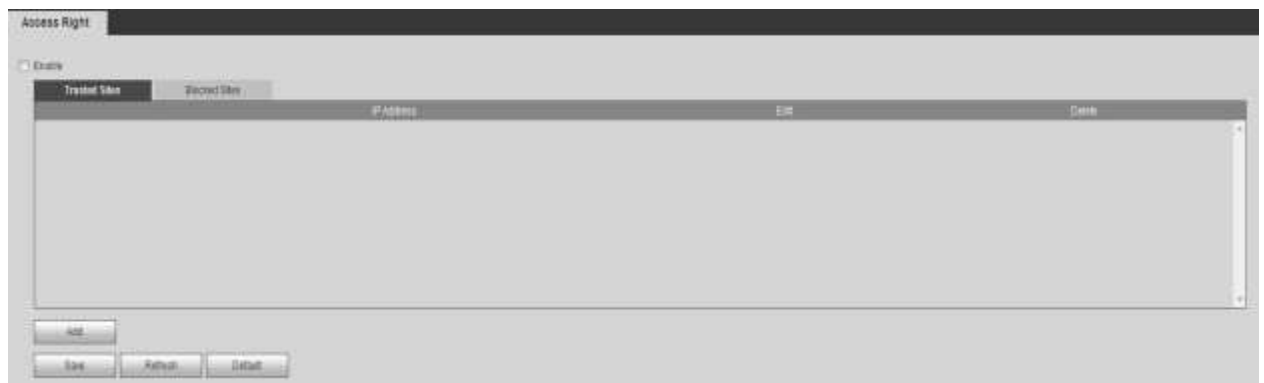 Access Right
Enable
Trusted Sites Blocked Sites
IP Address Edit Delete
Add
Save Refresh Default